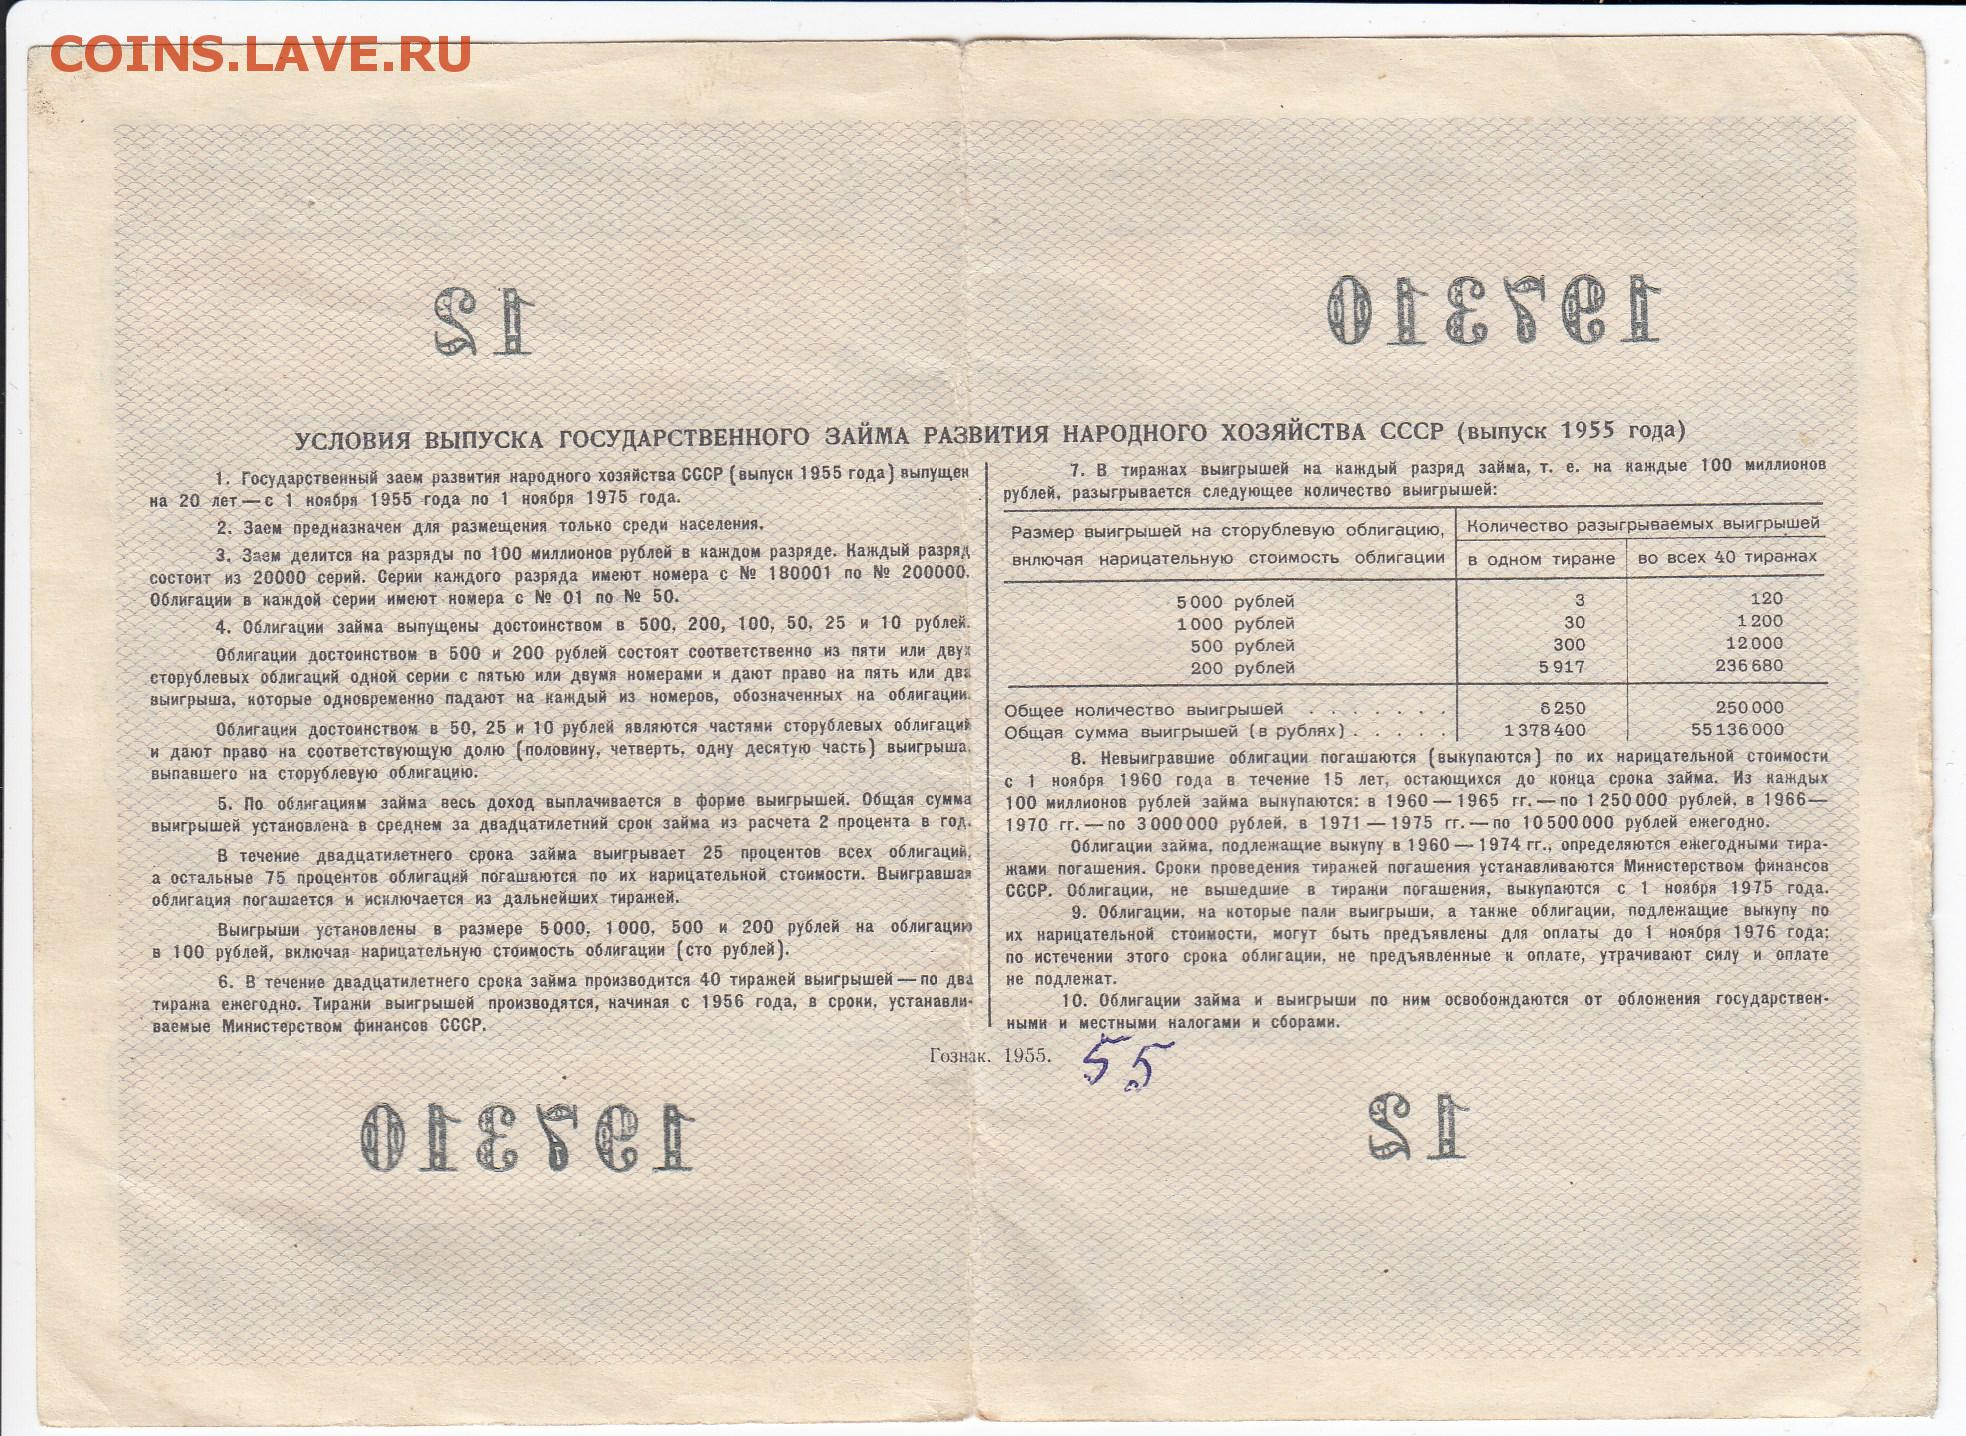 COINS.LAVE.RU
12 197310
УСЛОВИЯ ВЫПУСКА ГОСУДАРСТВЕННОГО ЗАЙМА РАЗВИТИЯ НАРОДНОГО ХОЗЯЙСТВА СССР (выпуск 1955 года)
1. Государственный заем развития народного хозяйства СССР (выпуск 1955 года) выпущен
на 20 лет — с 1 ноября 1955 года по 1 ноября 1975 года.
2. Заем предназначен для размещения только среди населения.
3. Заем делится на разряды по 100 миллионов рублей в каждом разряде. Каждый разряд
состоит из 20000 серий. Серии каждого разряда имеют номера с № 180001 по № 200000.
Облигации в каждой серии имеют номера с № 01 по № 50.
4. Облигации займа выпущены достоинством в 500, 200, 100, 50, 25 и 10 рублей.
Облигации достоинством в 500 и 200 рублей состоят соответственно из пяти или двух
сторублевых облигаций одной серии с пятью или двумя номерами и дают право на пять или два
выигрыша, которые одновременно падают на каждый из номеров, обозначенных на облигации.
Облигации достоинством в 50, 25 и 10 рублей являются частями сторублевых облигаций
и дают право на соответствующую долю (половину, четверть, одну десятую часть) выигрыша,
выпавшего на сторублевую облигацию.
5. По облигациям займа весь доход выплачивается в форме выигрышей. Общая сумма
выигрышей установлена в среднем за двадцатилетний срок займа из расчета 2 процента в год.
В течение двадцатилетнего срока займа выигрывает 25 процентов всех облигаций,
а остальные 75 процентов облигаций погашаются по их нарицательной стоимости. Выигравшая
облигация погашается и исключается из дальнейших тиражей.
Выигрыши установлены в размере 5000, 1000, 500 и 200 рублей на облигацию
в 100 рублей, включая нарицательную стоимость облигации (сто рублей).
6. В течение двадцатилетнего срока займа производится 40 тиражей выигрышей — по два
тиража ежегодно. Тиражи выигрышей производятся, начиная с 1956 года, в сроки, устанавли-
ваемые Министерством финансов СССР.
7. В тиражах выигрышей на каждый разряд займа, т. е. на каждые 100 миллионов
рублей, разыгрывается следующее количество выигрышей:
Размер выигрышей на сторублевую облигацию, Количество разыгрываемых выигрышей
включая нарицательную стоимость облигации в одном тираже во всех 40 тиражах
5000 рублей 3 120
1000 рублей 30 1200
500 рублей 300 12000
200 рублей 5917 236680
Общее количество выигрышей . . . . . . . 6250 250000
Общая сумма выигрышей (в рублях) . . . . . 1378400 55136000
8. Невыигравшие облигации погашаются (выкупаются) по их нарицательной стоимости
с 1 ноября 1960 года в течение 15 лет, остающихся до конца срока займа. Из каждых
100 миллионов рублей займа выкупаются: в 1960 — 1965 гг. — по 1250000 рублей, в 1966 —
1970 гг. — по 3000000 рублей, в 1971 — 1975 гг. — по 10500000 рублей ежегодно.
Облигации займа, подлежащие выкупу в 1960 — 1974 гг., определяются ежегодными тира-
жами погашения. Сроки проведения тиражей погашения устанавливаются Министерством финансов
СССР. Облигации, не вышедшие в тиражи погашения, выкупаются с 1 ноября 1975 года.
9. Облигации, на которые пали выигрыши, а также облигации, подлежащие выкупу по
их нарицательной стоимости, могут быть предъявлены для оплаты до 1 ноября 1976 года;
по истечении этого срока облигации, не предъявленные к оплате, утрачивают силу и оплате
не подлежат.
10. Облигации займа и выигрыши по ним освобождаются от обложения государствен-
ными и местными налогами и сборами.
Гознак. 1955. 55
197310 12